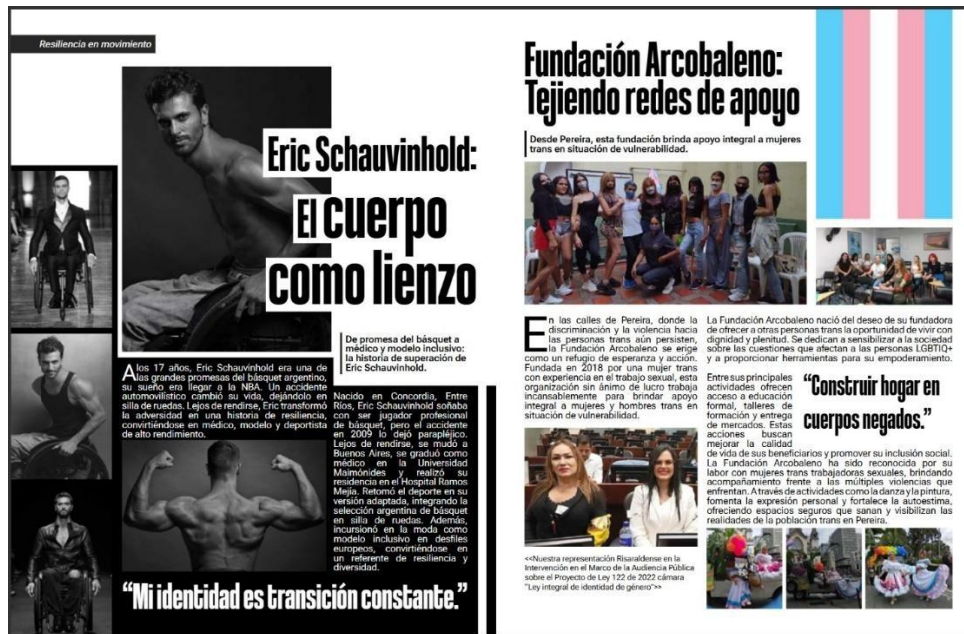 Resiliencia en movimiento
Eric Schauvinhold:
El cuerpo
como lienzo
De promesa del básquet a
médico y modelo inclusivo:
la historia de superación de
Eric Schauvinhold.
A los 17 años, Eric Schauvinhold era una de
las grandes promesas del básquet argentino,
su sueño era llegar a la NBA. Un accidente
automovilístico cambió su vida, dejándolo en
silla de ruedas. Lejos de rendirse, Eric transformó
la adversidad en una historia de resiliencia,
convirtiéndose en médico, modelo y deportista
de alto rendimiento.
Nacido en Concordia, Entre
Ríos, Eric Schauvinhold soñaba
con ser jugador profesional
de básquet, pero el accidente
en 2009 lo dejó parapléjico.
Lejos de rendirse, se mudó a
Buenos Aires, se graduó como
médico en la Universidad
Maimónides y realizó su
residencia en el Hospital Ramos
Mejía. Retomó el deporte en su
versión adaptada, integrando la
selección argentina de básquet
en silla de ruedas. Además,
incursionó en la moda como
modelo inclusivo en desfiles
europeos, convirtiéndose en
un referente de resiliencia y
diversidad.
“Mi identidad es transición constante.”
Fundación Arcobaleno:
Tejiendo redes de apoyo
Desde Pereira, esta fundación brinda apoyo integral a mujeres
trans en situación de vulnerabilidad.
En las calles de Pereira, donde la
discriminación y la violencia hacia
las personas trans aún persisten,
la Fundación Arcobaleno se erige
como un refugio de esperanza y acción.
Fundada en 2018 por una mujer trans
con experiencia en el trabajo sexual, esta
organización sin ánimo de lucro trabaja
incansablemente para brindar apoyo
integral a mujeres y hombres trans en
situación de vulnerabilidad.
<<Nuestra representación Risaraldense en la
Intervención en el Marco de la Audiencia Pública
sobre el Proyecto de Ley 122 de 2022 cámara
"Ley integral de identidad de género">>
La Fundación Arcobaleno nació del deseo de su fundadora
de ofrecer a otras personas trans la oportunidad de vivir con
dignidad y plenitud. Se dedican a sensibilizar a la sociedad
sobre las cuestiones que afectan a las personas LGBTIQ+
y a proporcionar herramientas para su empoderamiento.
Entre sus principales
actividades ofrecen
acceso a educación
formal, talleres de
formación y entrega
de mercados. Estas
acciones buscan
mejorar la calidad
de vida de sus beneficiarios y promover su inclusión social.
La Fundación Arcobaleno ha sido reconocida por su
labor con mujeres trans trabajadoras sexuales, brindando
acompañamiento frente a las múltiples violencias que
enfrentan. A través de actividades como la danza y la pintura,
fomenta la expresión personal y fortalece la autoestima,
ofreciendo espacios seguros que sanan y visibilizan las
realidades de la población trans en Pereira.
“Construir hogar en
cuerpos negados.”